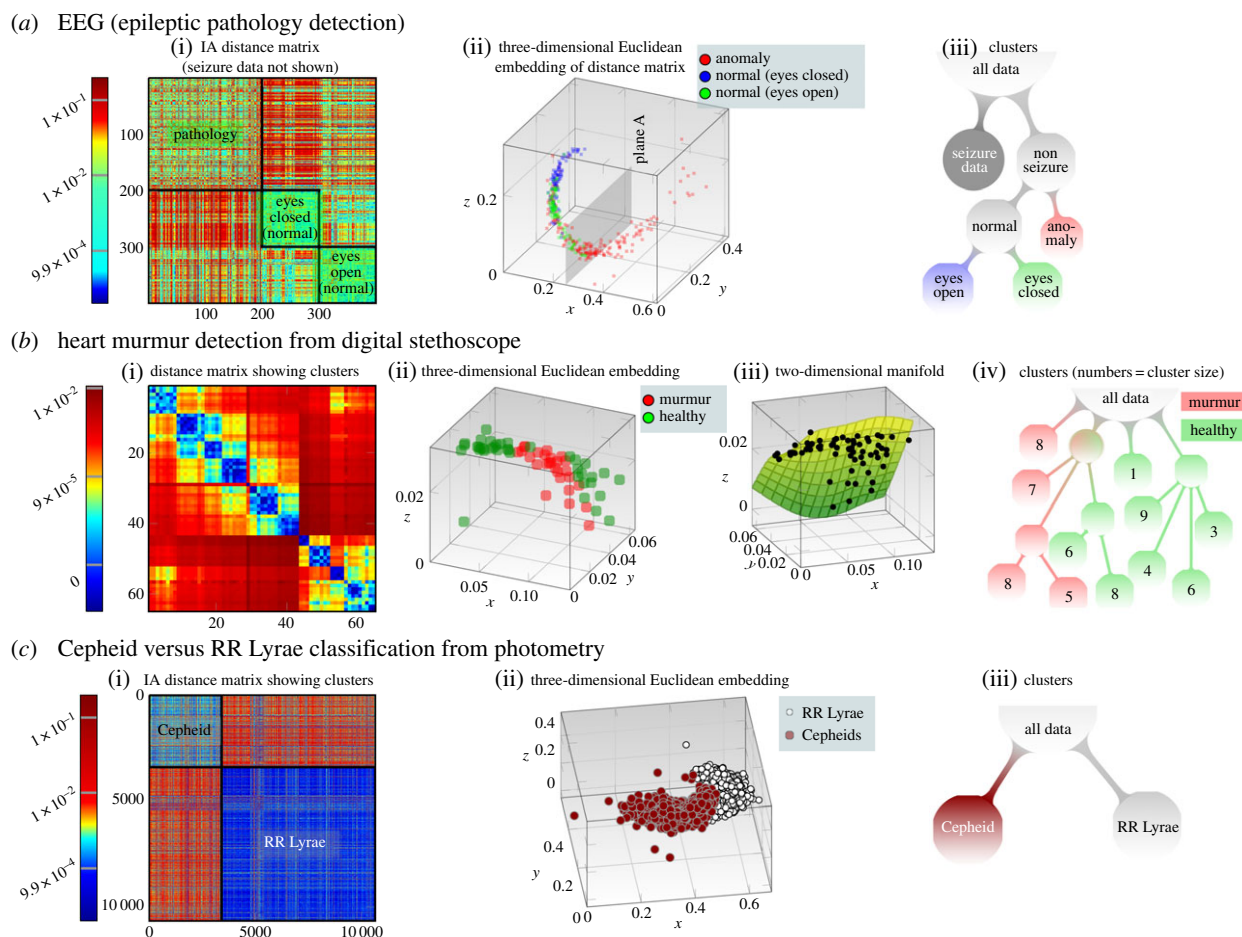 (a) EEG (epileptic pathology detection)
(i) IA distance matrix
(seizure data not shown)
1×10⁻¹
1×10⁻²
9.9×10⁻⁴
100
200
300
pathology
eyes
closed
(normal)
eyes
open
(normal)
100 200 300
(ii) three-dimensional Euclidean
embedding of distance matrix
anomaly
normal (eyes closed)
normal (eyes open)
plane A
z
0.2
0
0.2
0.4
0.6
x
0
0.2
0.4
y
(iii) clusters
all data
seizure
data
non
seizure
normal
ano-
maly
eyes
open
eyes
closed
(b) heart murmur detection from digital stethoscope
(i) distance matrix showing clusters
1×10⁻²
9×10⁻⁵
0
20
40
60
20 40 60
(ii) three-dimensional Euclidean embedding
murmur
healthy
0.02
z
0
0.05
0.10
x
0
0.02
0.04
0.06
y
(iii) two-dimensional manifold
0.02
z
0
0.06
0.04
0.02
y
0
0
0.05
0.10
x
(iv) clusters (numbers = cluster size)
all data
murmur
healthy
8
7
1
9
3
6
4
8
5
8
6
(c) Cepheid versus RR Lyrae classification from photometry
(i) IA distance matrix showing clusters
1×10⁻¹
1×10⁻²
9.9×10⁻⁴
0
5000
10 000
Cepheid
RR Lyrae
0 5000 10 000
(ii) three-dimensional Euclidean embedding
RR Lyrae
Cepheids
0.4
0.2
z
0
0.4
y
0.2
0
0
0.2
0.4
0.6
x
(iii) clusters
all data
Cepheid
RR Lyrae